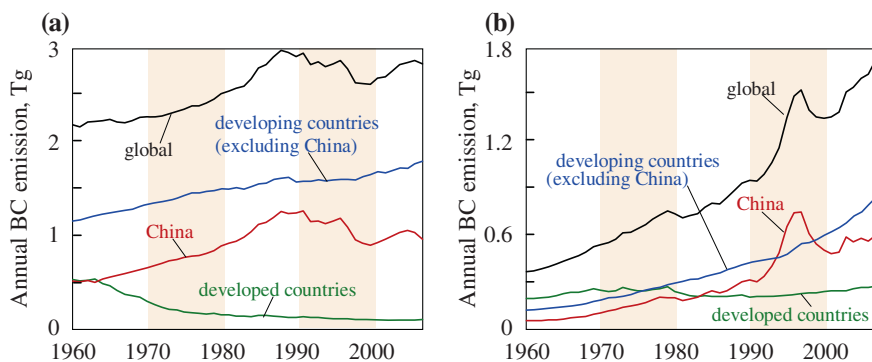 (a)
Annual BC emission, Tg
3
2
1
0
global
developing countries
(excluding China)
China
developed countries
1960 1970 1980 1990 2000
(b)
Annual BC emission, Tg
1.8
1.2
0.6
0
global
developing countries
(excluding China)
China
developed countries
1960 1970 1980 1990 2000